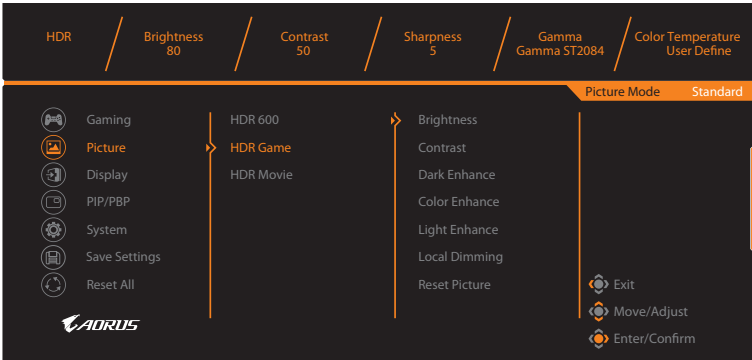 HDR
Brightness
80
Contrast
50
Sharpness
5
Gamma
Gamma ST2084
Color Temperature
User Define
Picture Mode Standard
Gaming
Picture
Display
PIP/PBP
System
Save Settings
Reset All
HDR 600
HDR Game
HDR Movie
Brightness
Contrast
Dark Enhance
Color Enhance
Light Enhance
Local Dimming
Reset Picture
Exit
Move/Adjust
Enter/Confirm
AORUS